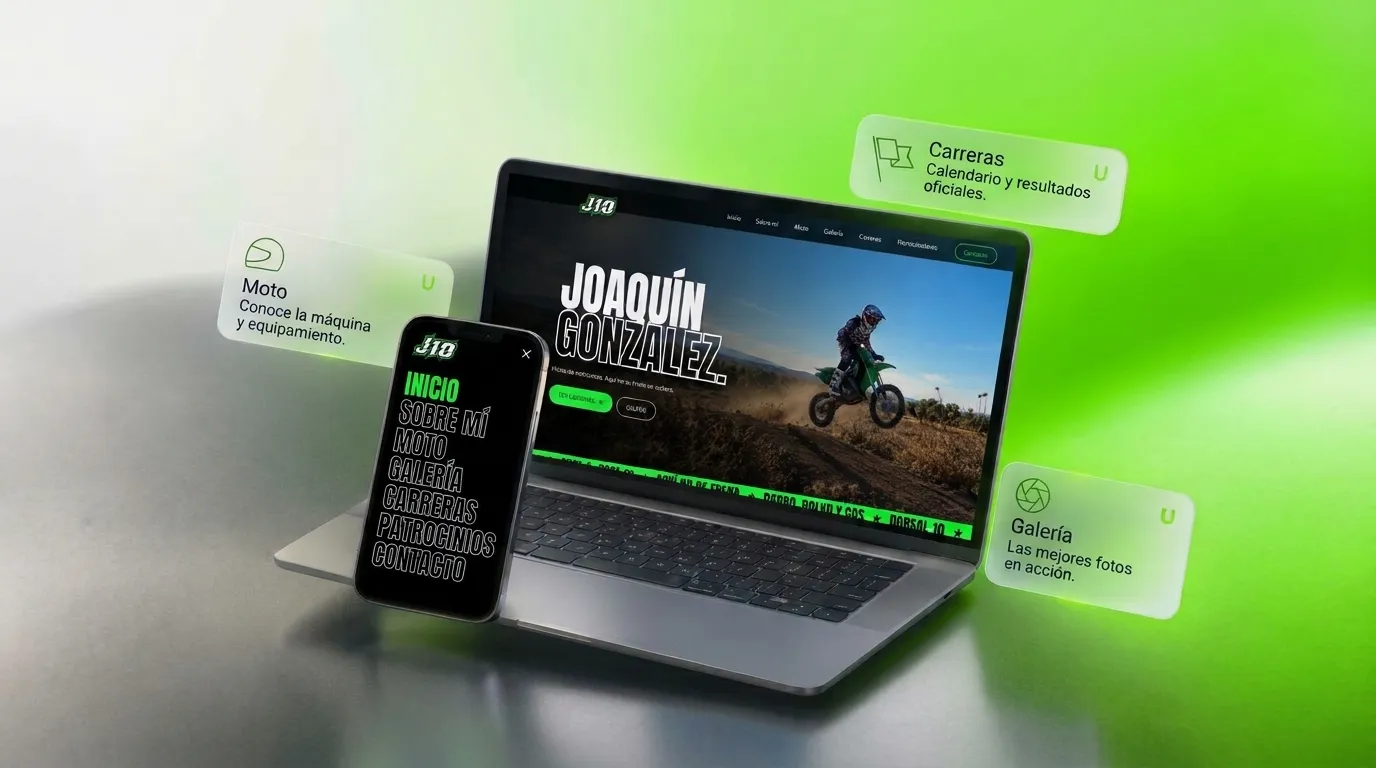 Carreras
Calendario y resultados
oficiales.
U
Moto
Conoce la máquina
y equipamiento.
U
J10
Inicio
Sobre mí
Moto
Galería
Carreras
JOAQUÍN
GONZALEZ.
J10
INICIO
SOBRE MÍ
MOTO
GALERÍA
CARRERAS
PATROCINIOS
CONTACTO
DORSAL 10 ★
Galería
Las mejores fotos
en acción.
U